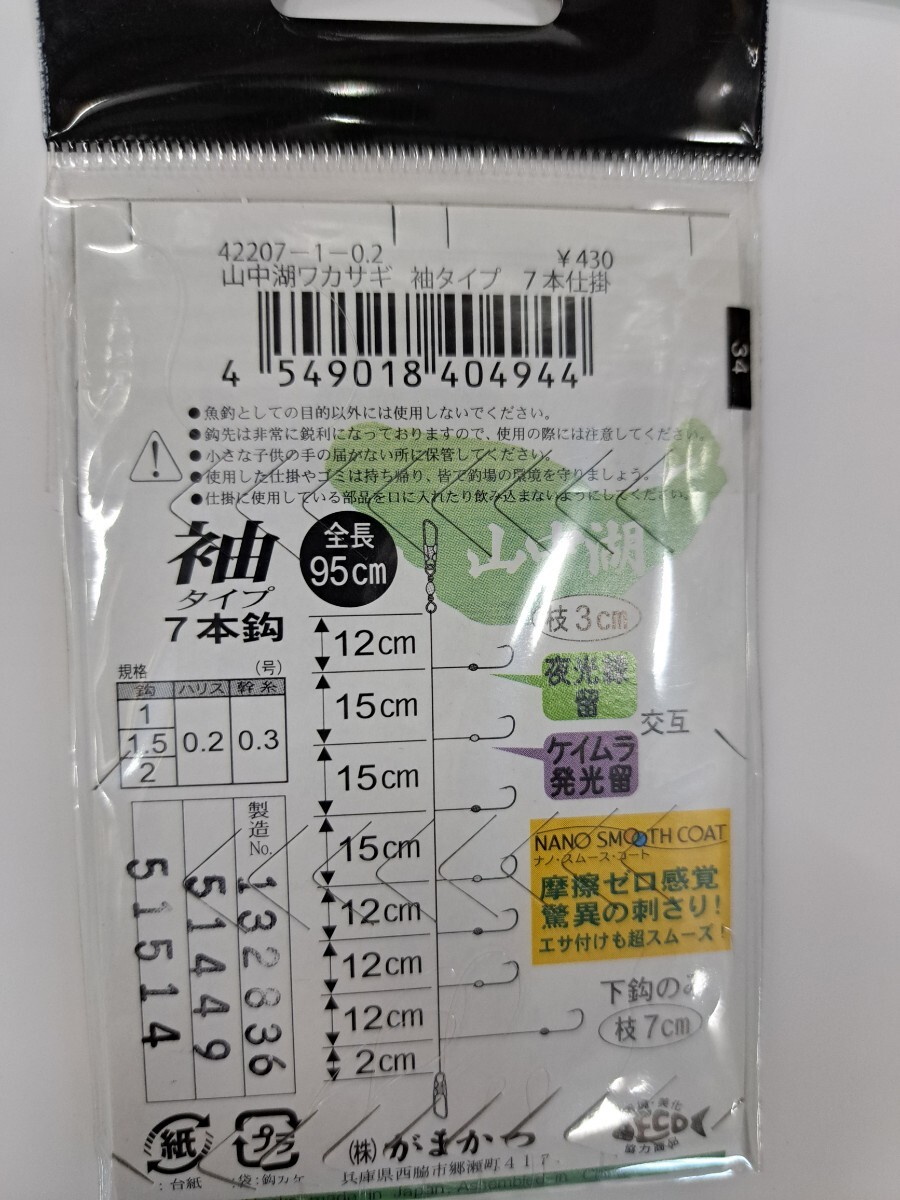 42207-1-0.2 ¥430
山中湖ワカサギ 袖タイプ 7本仕掛
4 549018 404944
34
●魚釣としての目的以外には使用しないでください。
●鈎先は非常に鋭利になっておりますので、使用の際には注意してください。
●小さな子供の手の届かない所に保管してください。
●使用した仕掛やゴミは持ち帰り、皆で釣場の環境を守りましょう。
●仕掛に使用している部品を口に入れたり飲み込まないようにしてください。
山中湖
袖
タイプ
7本鈎
全長
95cm
枝3cm
12cm
15cm
15cm
15cm
12cm
12cm
12cm
2cm
規格 (号)
鈎 ハリス 幹糸
1
1.5 0.2 0.3
2
夜光
留
交互
ケイムラ
発光留
製造No.
132836
51449
51514
NANO SMOOTH COAT
ナノ・スムース・コート
摩擦ゼロ感覚
驚異の刺さり!
エサ付けも超スムーズ!
下鈎のみ
枝7cm
紙
:台紙
プラ
:袋:鈎カケ
(株)がまかつ
兵庫県西脇市郷瀬町417
ECO
made in Japan, Assembled in